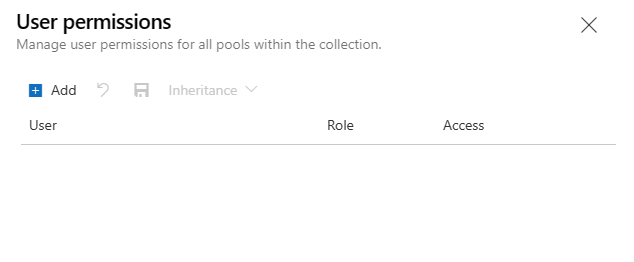 User permissions
Manage user permissions for all pools within the collection.
Add Inheritance
User Role Access